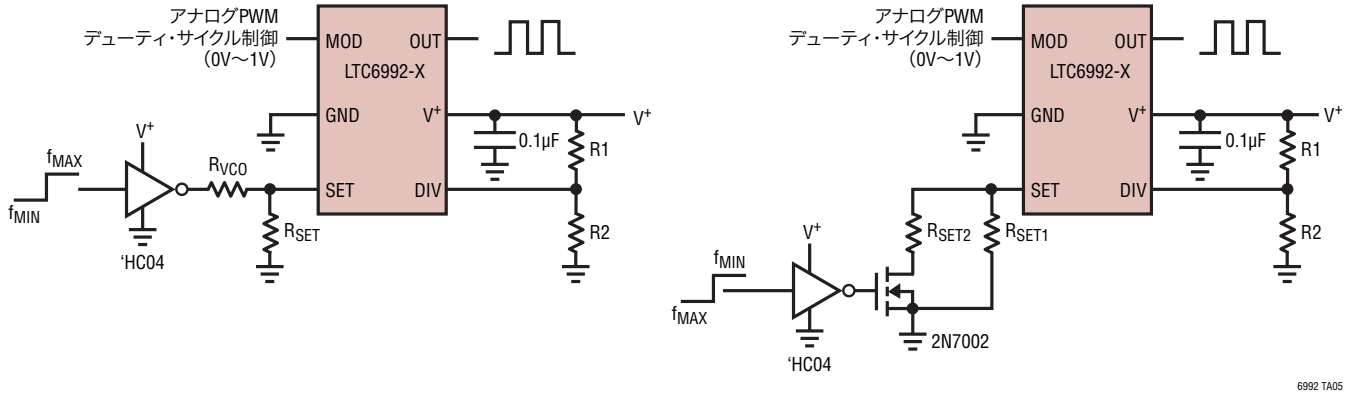 アナログPWM
デューティ・サイクル制御
（0V～1V）
MOD
OUT
LTC6992-X
GND
V+
V+
0.1µF
R1
SET
DIV
R2
V+
fMAX
fMIN
RVCO
RSET
‘HC04
アナログPWM
デューティ・サイクル制御
（0V～1V）
MOD
OUT
LTC6992-X
GND
V+
V+
0.1µF
R1
SET
DIV
R2
RSET2
RSET1
V+
fMIN
fMAX
2N7002
‘HC04
6992 TA05